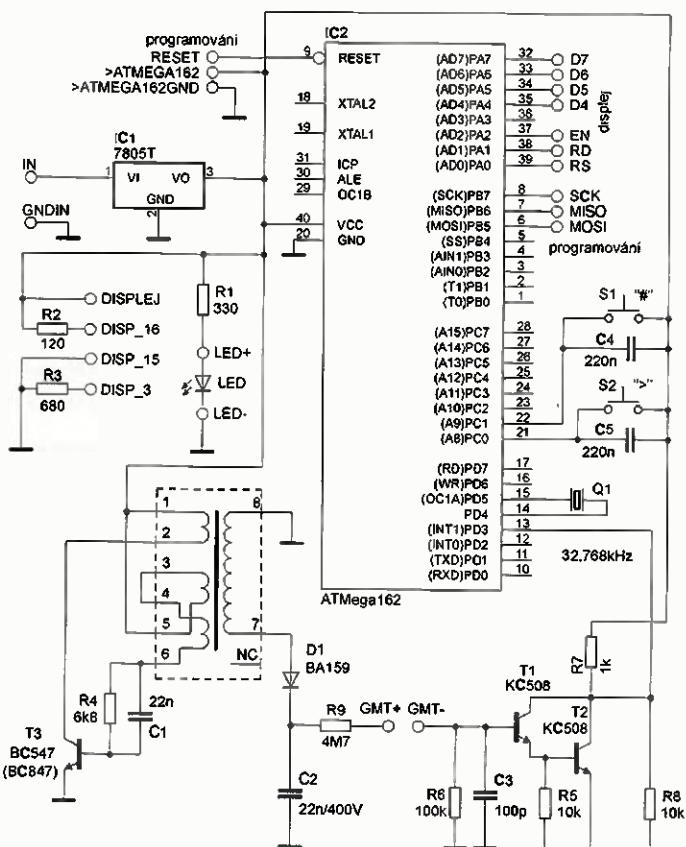 programování
RESET
>ATMEGA162
>ATMEGA162GND
IC1
7805T
IN
1
VI
VO
3
GND
2
GNDIN
DISPLEJ
R2
120
DISP_16
DISP_15
R3
680
DISP_3
R1
330
LED+
LED
LED-
IC2
9
RESET
18
XTAL2
19
XTAL1
31
ICP
30
ALE
29
OC1B
40
VCC
20
GND
(AD7)PA7
32
D7
(AD6)PA6
33
D6
(AD5)PA5
34
D5
(AD4)PA4
35
D4
(AD3)PA3
36
(AD2)PA2
37
EN
(AD1)PA1
38
RD
(AD0)PA0
39
RS
displej
(SCK)PB7
8
SCK
(MISO)PB6
7
MISO
(MOSI)PB5
6
MOSI
(SS)PB4
5
programování
(AIN1)PB3
4
(AIN0)PB2
3
(T1)PB1
2
(T0)PB0
1
(A15)PC7
28
(A14)PC6
27
(A13)PC5
26
(A12)PC4
25
(A11)PC3
24
(A10)PC2
23
(A9)PC1
22
(A8)PC0
21
(RD)PD7
17
(WR)PD6
16
(OC1A)PD5
15
PD4
14
(INT1)PD3
13
(INT0)PD2
12
(TXD)PD1
11
(RXD)PD0
10
ATMega162
S1
"#"
C4
220n
S2
">"
C5
220n
Q1
32,768kHz
1
2
3
4
5
6
8
7
NC
R4
6k8
22n
C1
T3
BC547
(BC847)
D1
BA159
R9
4M7
GMT+
GMT-
C2
22n/400V
R6
100k
C3
100p
T1
KC508
T2
KC508
R7
1k
R5
10k
R8
10k